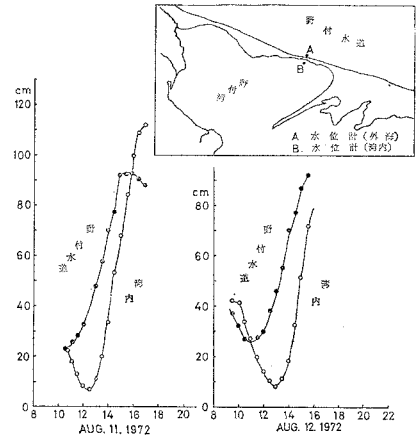 野付水道
A
B
野付湾
A 水位計(外海)
B. 水位計(湾内)
cm
120
100
80
60
40
20
0
野付水道
湾内
8 10 12 14 16 18 20
AUG. 11, 1972
cm
80
60
40
20
0
野付水道
湾内
8 10 12 14 16 18 20 22
AUG. 12, 1972